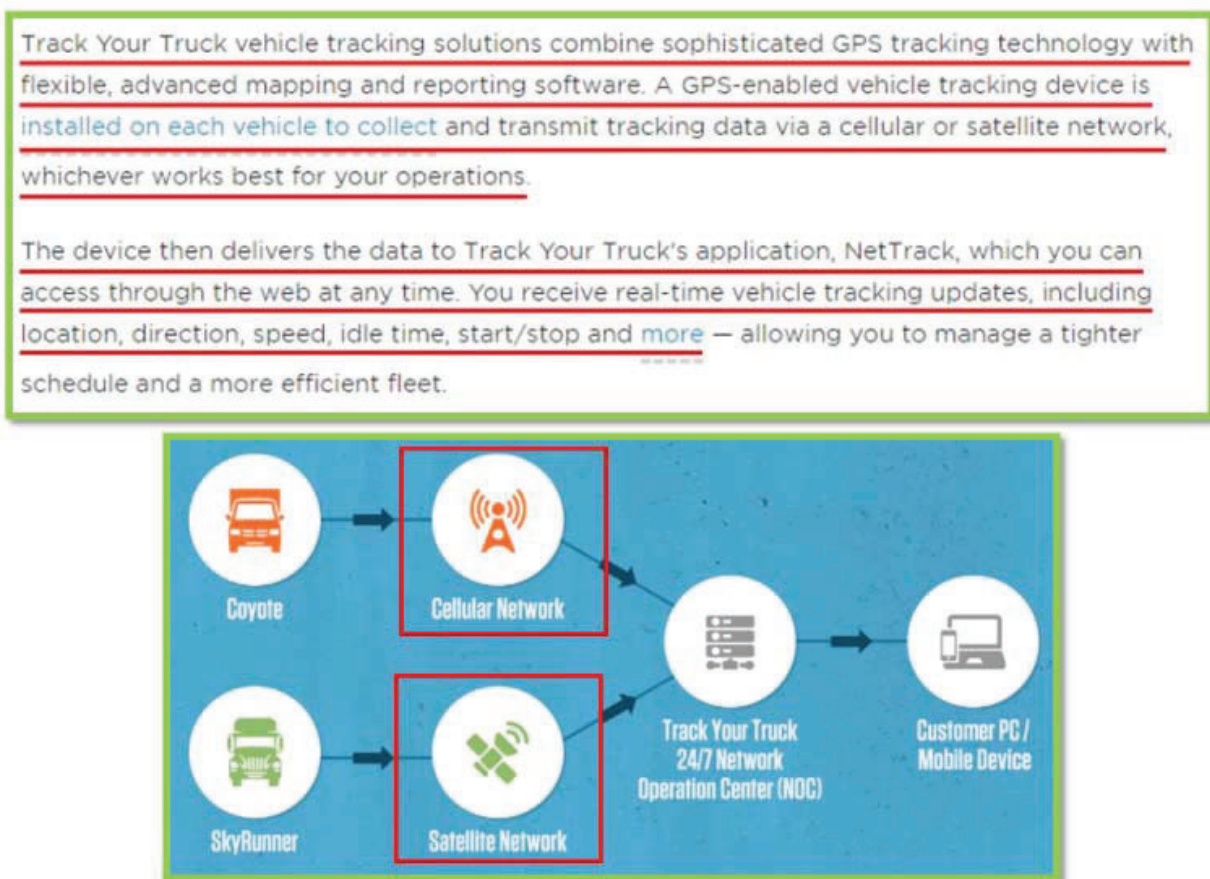 Track Your Truck vehicle tracking solutions combine sophisticated GPS tracking technology with
flexible, advanced mapping and reporting software. A GPS-enabled vehicle tracking device is
installed on each vehicle to collect and transmit tracking data via a cellular or satellite network,
whichever works best for your operations.
The device then delivers the data to Track Your Truck's application, NetTrack, which you can
access through the web at any time. You receive real-time vehicle tracking updates, including
location, direction, speed, idle time, start/stop and more — allowing you to manage a tighter
schedule and a more efficient fleet.
Coyote
Cellular Network
Track Your Truck
24/7 Network
Operation Center (NOC)
Customer PC /
Mobile Device
SkyRunner
Satellite Network